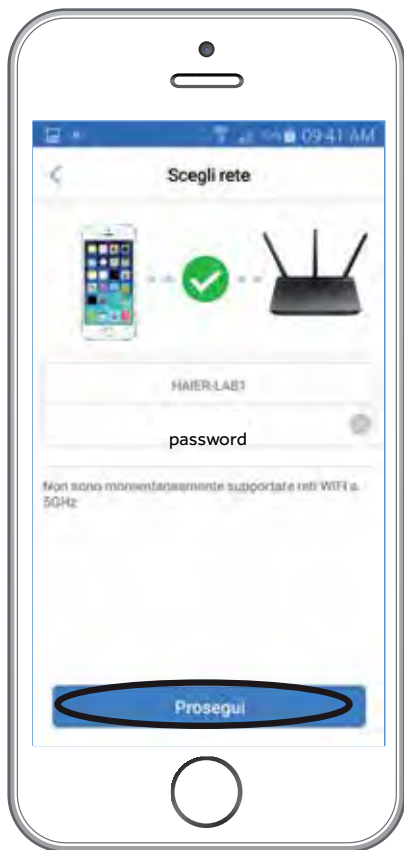 09:41 AM
Scegli rete
HAIER-LAB1
password
Non sono momentaneamente supportate reti WIFI a
5GHz
Prosegui